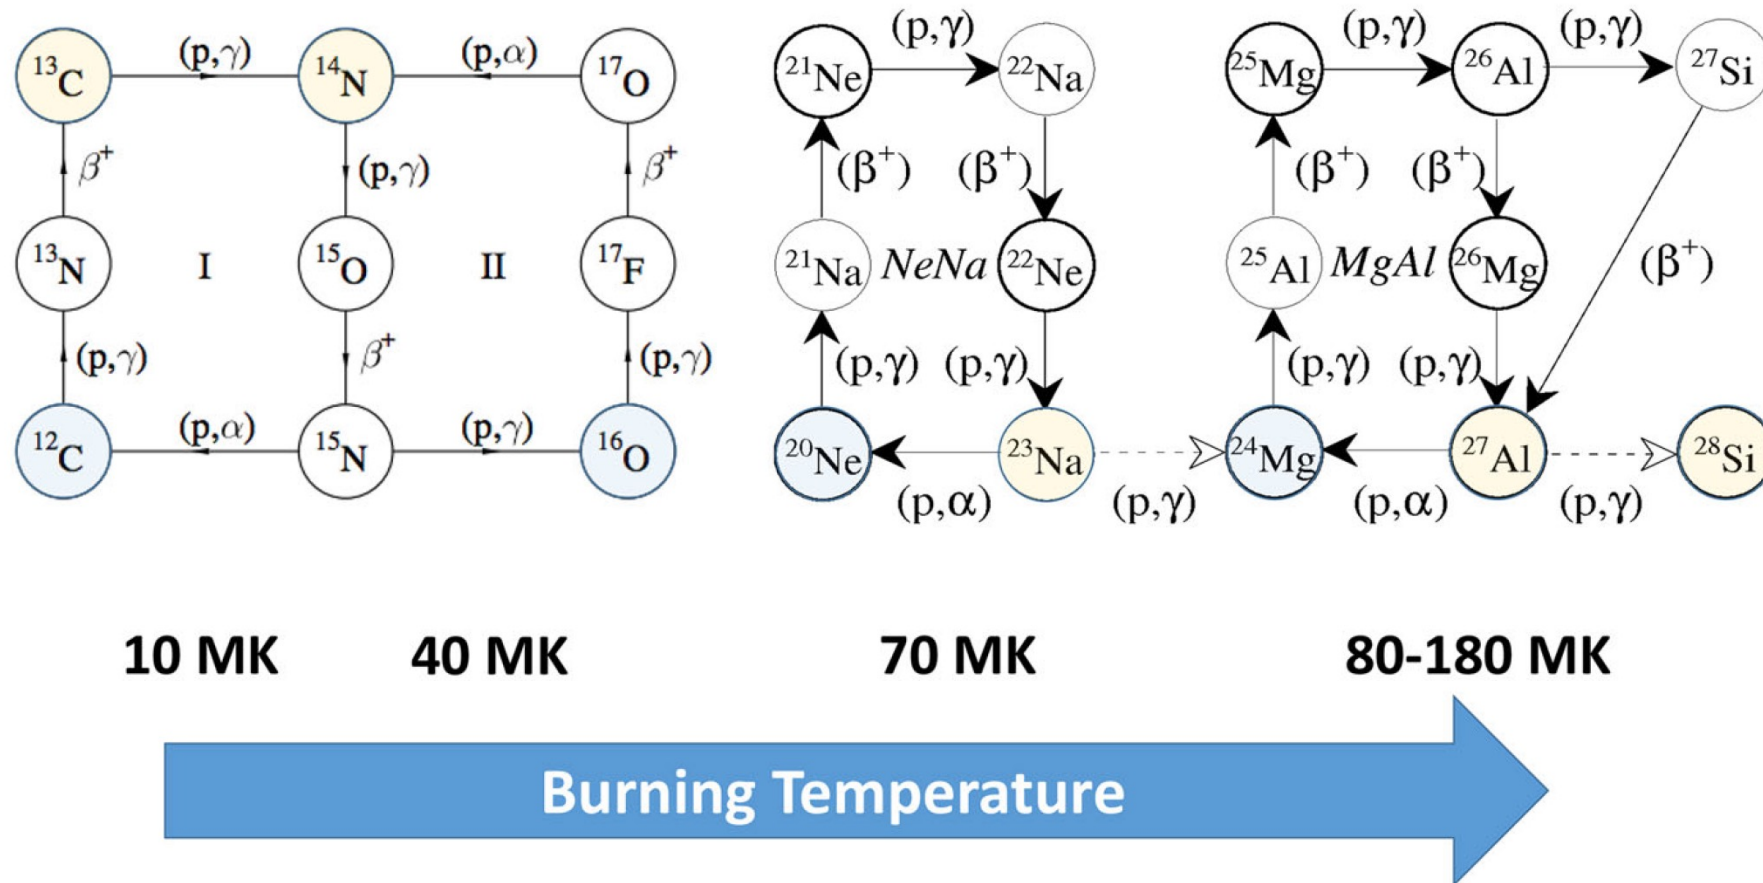 (p,γ) (p,α) (p,γ) (p,γ) (p,γ)
¹³C ¹⁴N ¹⁷O ²¹Ne ²²Na ²⁵Mg ²⁶Al ²⁷Si
β⁺ (p,γ) β⁺ (β⁺) (β⁺) (β⁺) (β⁺)
¹³N I ¹⁵O II ¹⁷F ²¹Na NeNa ²²Ne ²⁵Al MgAl ²⁶Mg (β⁺)
(p,γ) β⁺ (p,γ) (p,γ) (p,γ) (p,γ) (p,γ)
(p,α) (p,γ)
¹²C ¹⁵N ¹⁶O ²⁰Ne ²³Na ²⁴Mg ²⁷Al ²⁸Si
(p,α) (p,γ) (p,α) (p,γ)
10 MK 40 MK 70 MK 80-180 MK
Burning Temperature